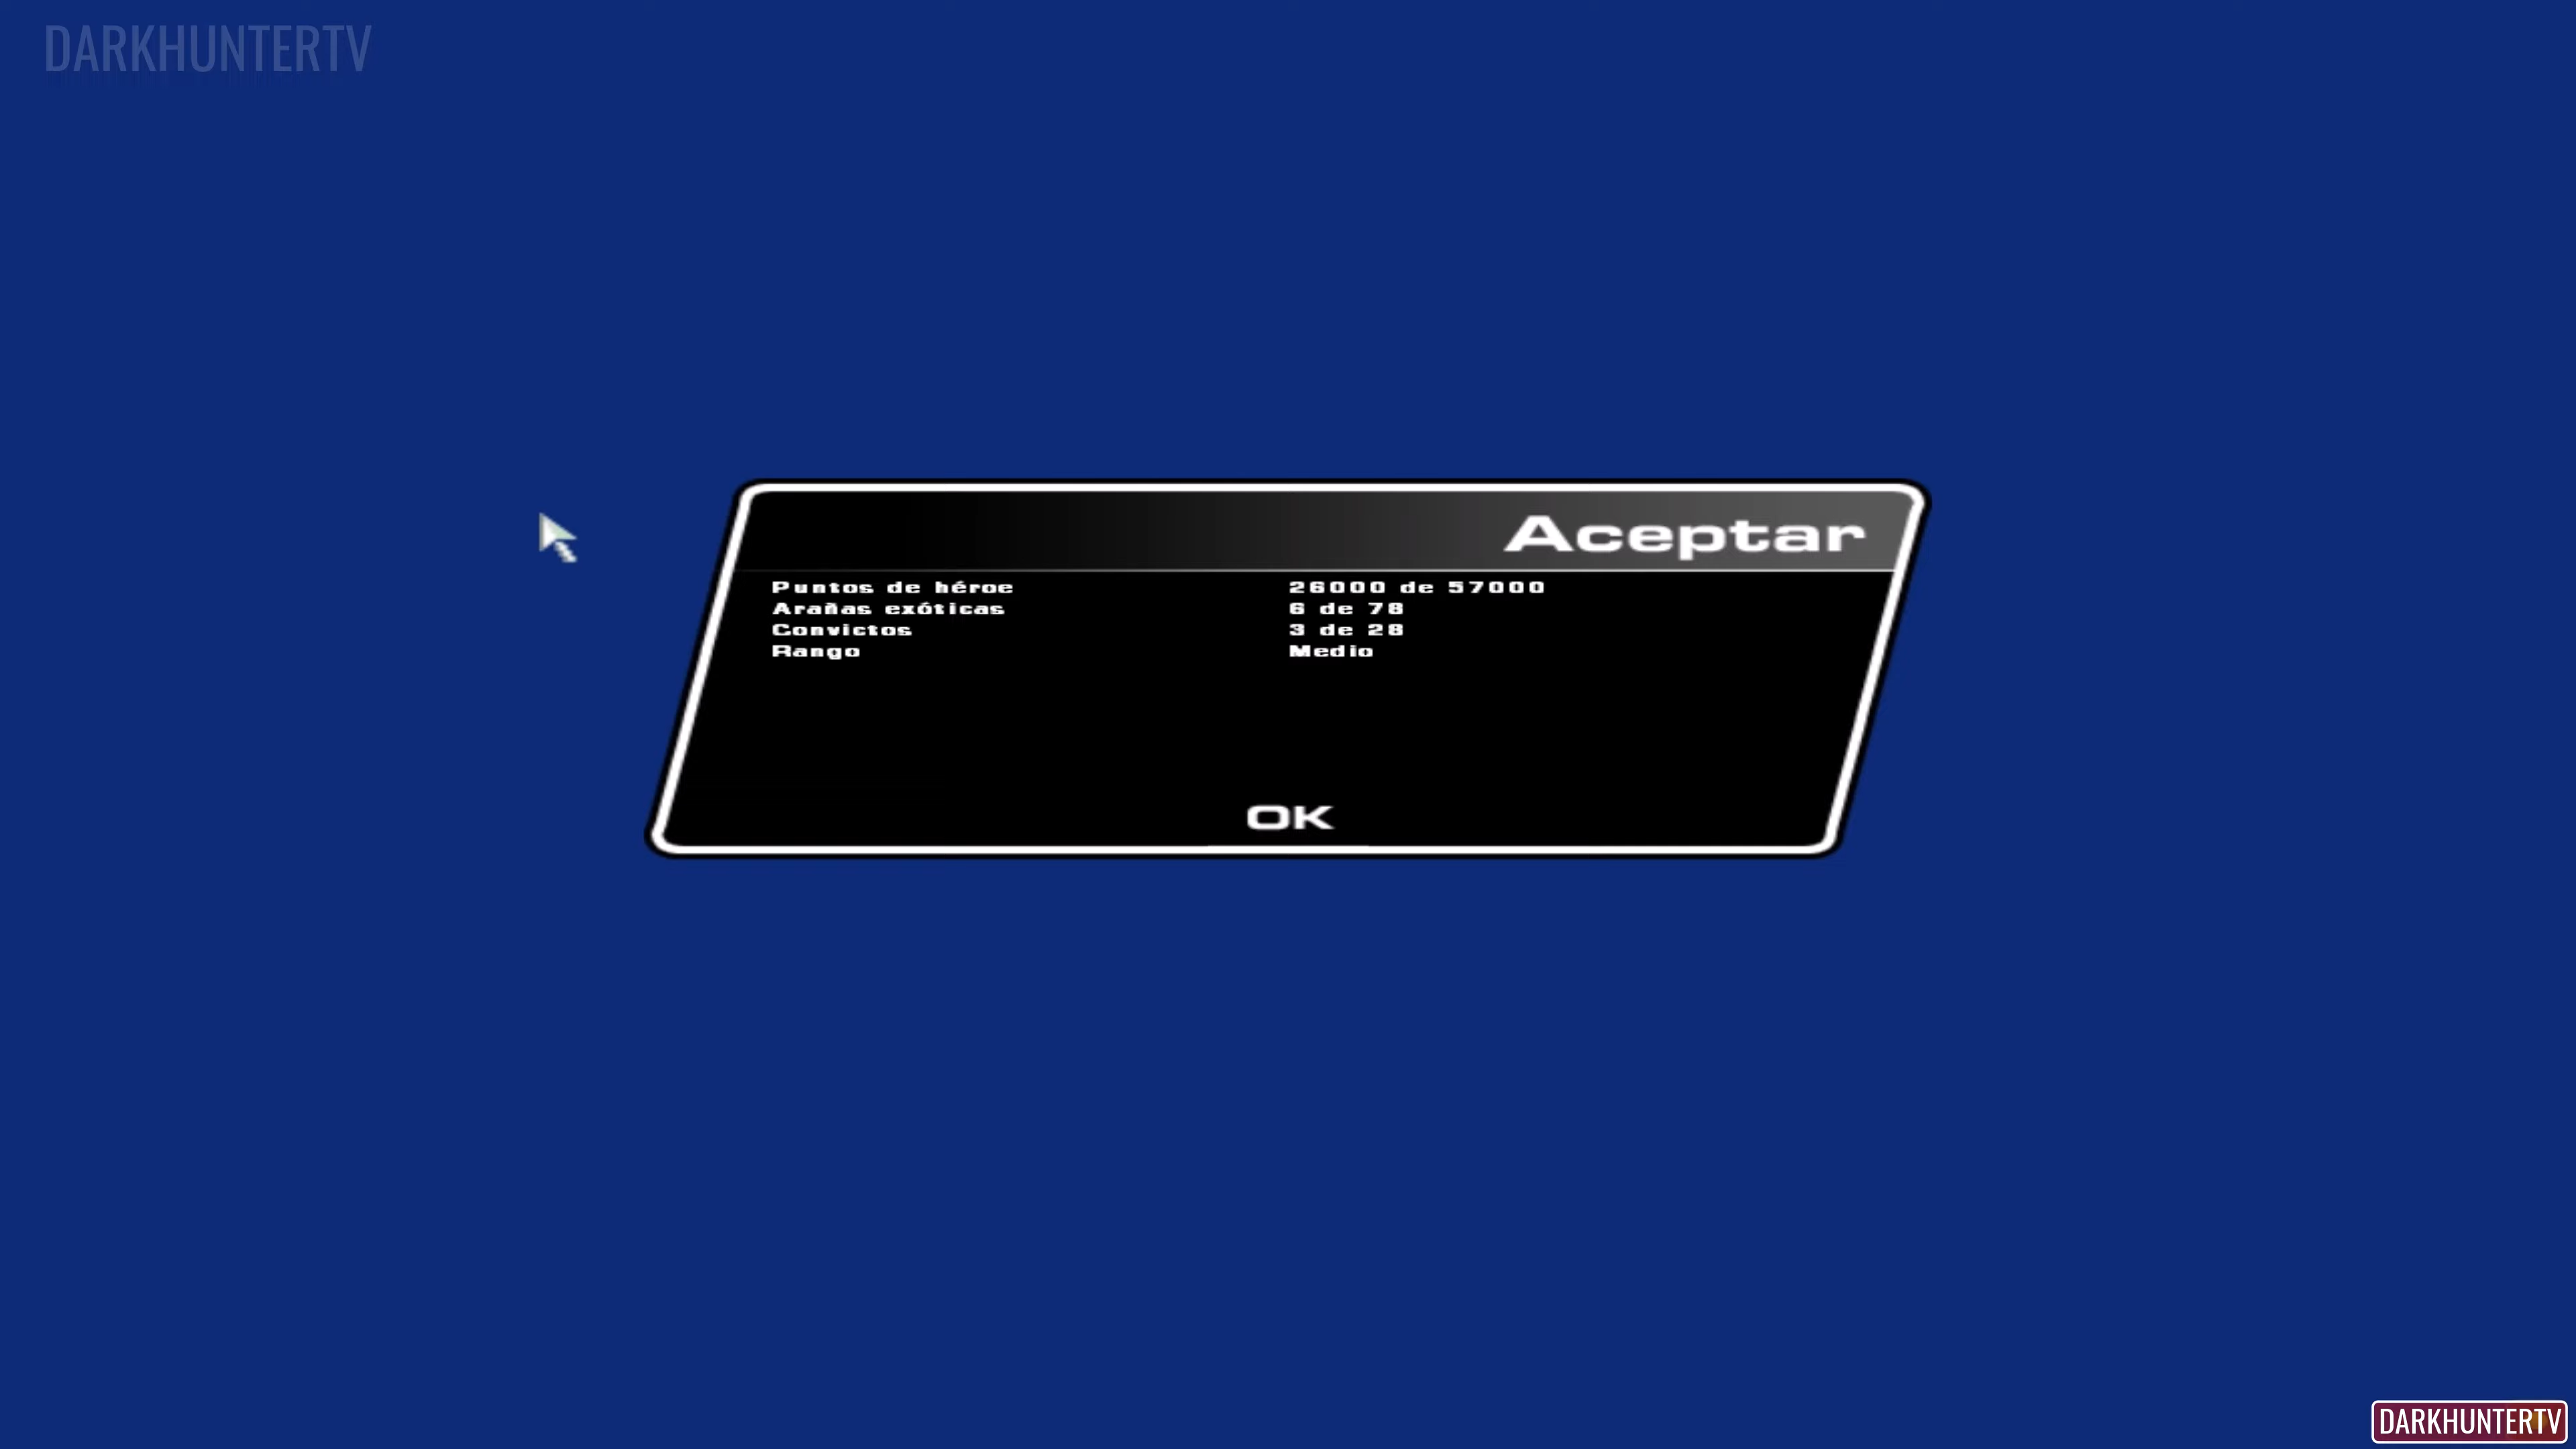 DARKHUNTERTV
Aceptar
Puntos de héroe 26000 de 57000
Arañas exóticas 6 de 78
Convictos 3 de 28
Rango Medio
OK
DARKHUNTERTV